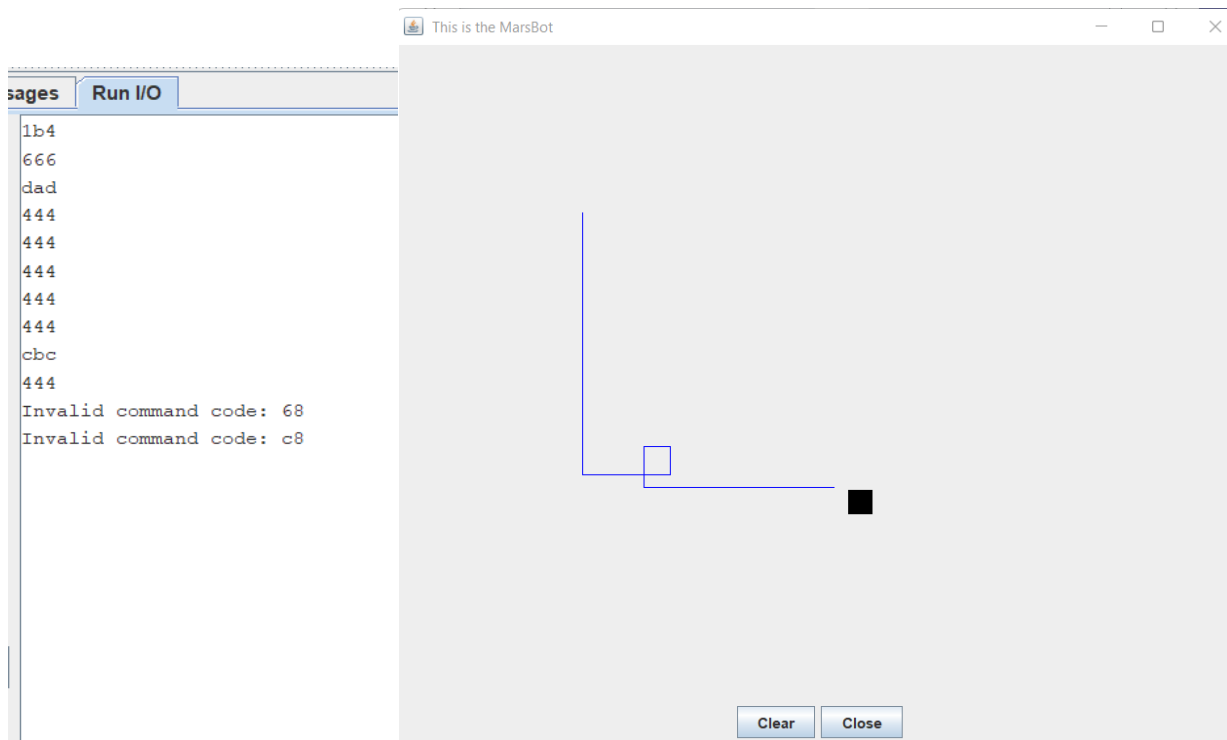 This is the MarsBot
sages
Run I/O
1b4
666
dad
444
444
444
444
444
cbc
444
Invalid command code: 68
Invalid command code: c8
Clear
Close